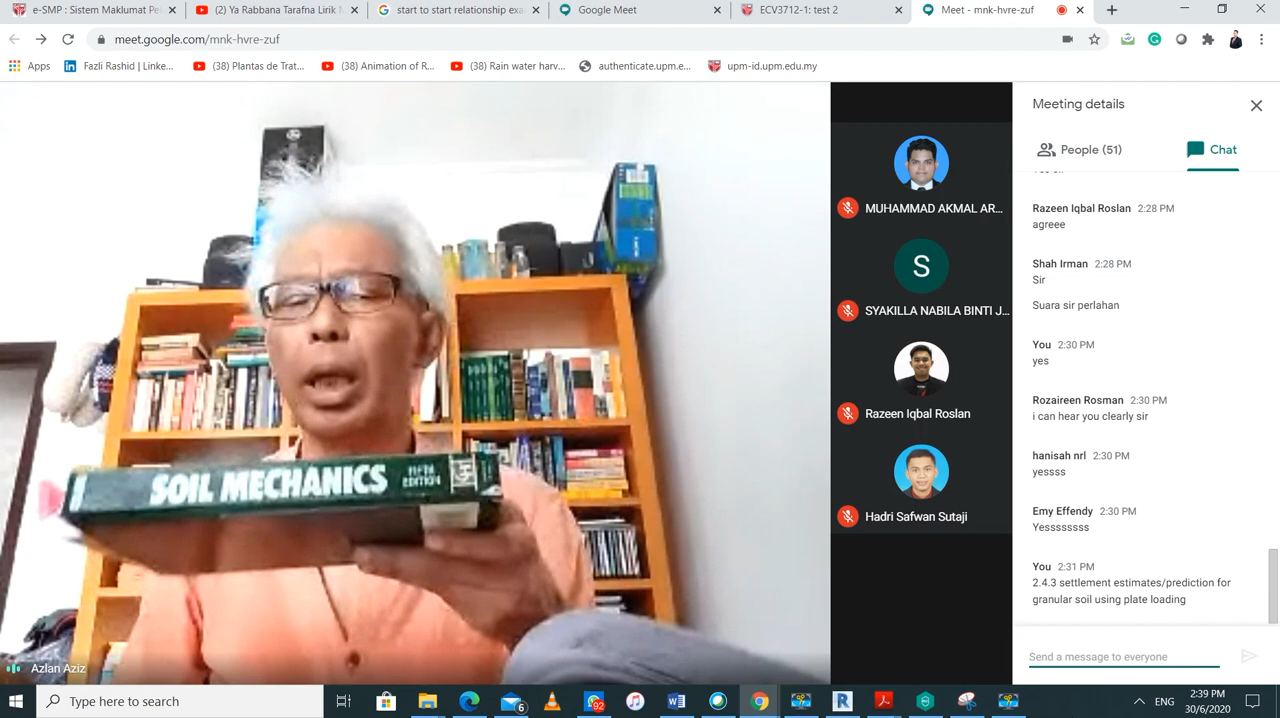 e-SMP : Sistem Maklumat Pel
(2) Ya Rabbana Tarafna Lirik M
start to start relationship exa
Google Meet
ECV3712-1: test 2
Meet - mnk-hvre-zuf
meet.google.com/mnk-hvre-zuf
Apps
Fazli Rashid | Linke...
(38) Plantas de Trat...
(38) Animation of R...
(38) Rain water harv...
authenticate.upm.e...
upm-id.upm.edu.my
SOIL MECHANICS
FIFTH
EDITION
Azlan Aziz
MUHAMMAD AKMAL AR...
S
SYAKILLA NABILA BINTI J...
Razeen Iqbal Roslan
Hadri Safwan Sutaji
Meeting details
People (51)
Chat
Razeen Iqbal Roslan 2:28 PM
agreee
Shah Irman 2:28 PM
Sir
Suara sir perlahan
You 2:30 PM
yes
Rozaireen Rosman 2:30 PM
i can hear you clearly sir
hanisah nrl 2:30 PM
yessss
Emy Effendy 2:30 PM
Yesssssss
You 2:31 PM
2.4.3 settlement estimates/prediction for
granular soil using plate loading
Send a message to everyone
Type here to search
6
92
ENG
2:39 PM
30/6/2020